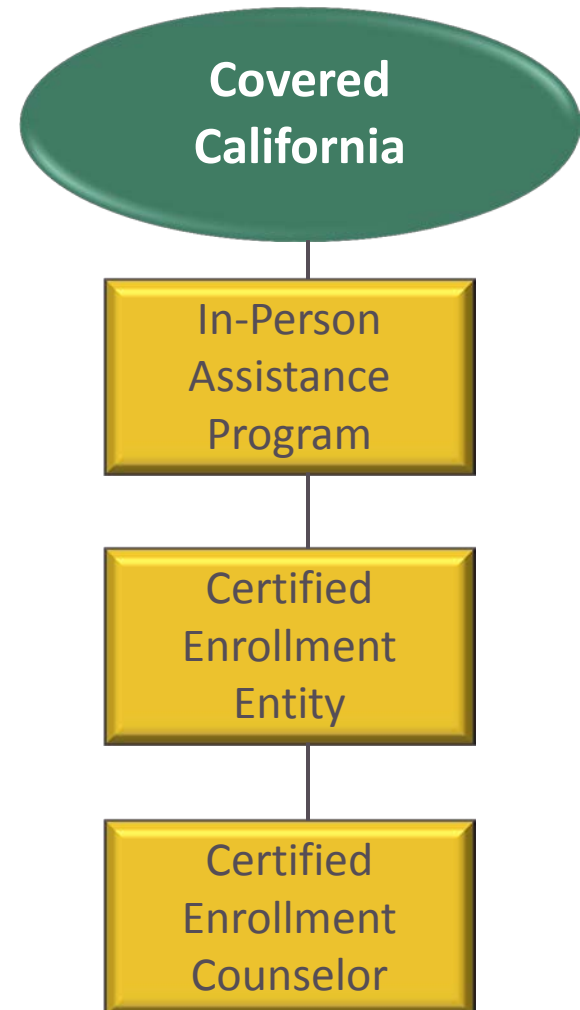 Covered
California
In-Person
Assistance
Program
Certified
Enrollment
Entity
Certified
Enrollment
Counselor